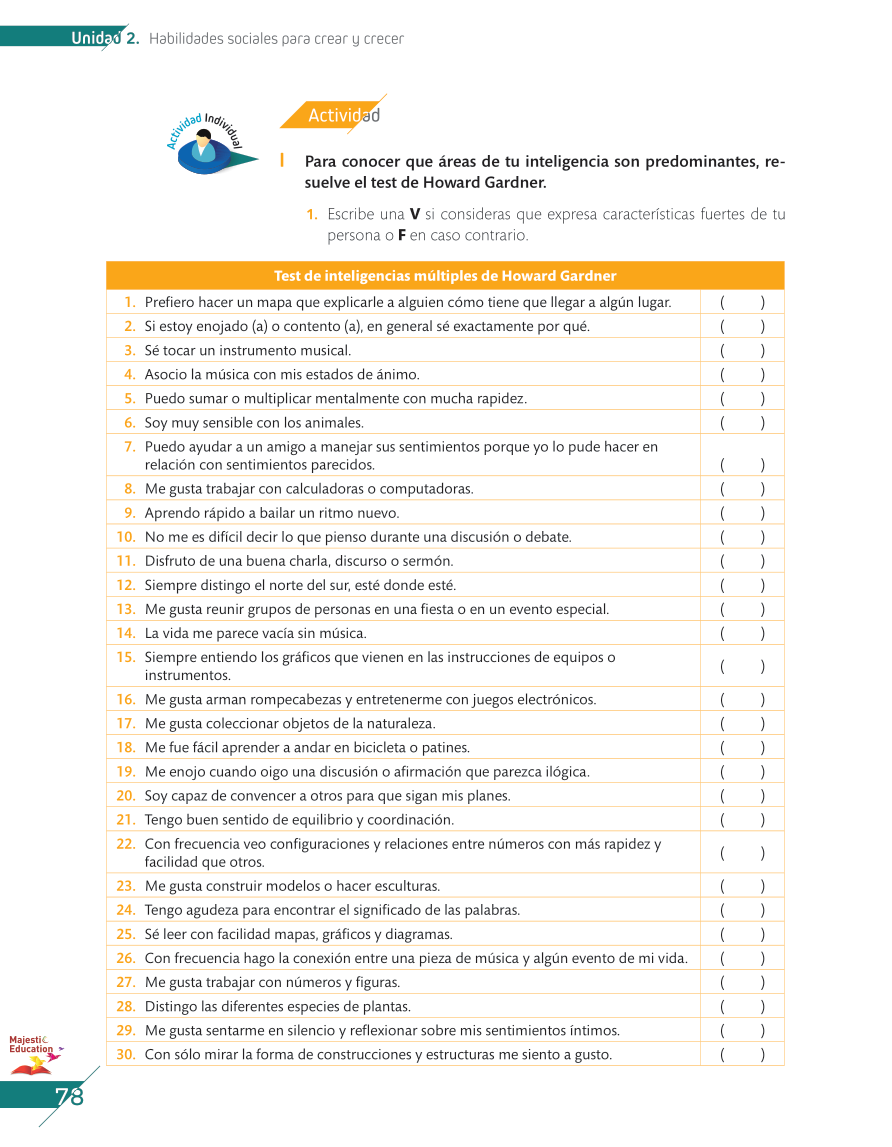 Unidad 2. Habilidades sociales para crear y crecer
Actividad Individual
Actividad
I Para conocer que áreas de tu inteligencia son predominantes, re-
suelve el test de Howard Gardner.
1. Escribe una V si consideras que expresa características fuertes de tu
persona o F en caso contrario.
Test de inteligencias múltiples de Howard Gardner
1. Prefiero hacer un mapa que explicarle a alguien cómo tiene que llegar a algún lugar. ( )
2. Si estoy enojado (a) o contento (a), en general sé exactamente por qué. ( )
3. Sé tocar un instrumento musical. ( )
4. Asocio la música con mis estados de ánimo. ( )
5. Puedo sumar o multiplicar mentalmente con mucha rapidez. ( )
6. Soy muy sensible con los animales. ( )
7. Puedo ayudar a un amigo a manejar sus sentimientos porque yo lo pude hacer en
relación con sentimientos parecidos. ( )
8. Me gusta trabajar con calculadoras o computadoras. ( )
9. Aprendo rápido a bailar un ritmo nuevo. ( )
10. No me es difícil decir lo que pienso durante una discusión o debate. ( )
11. Disfruto de una buena charla, discurso o sermón. ( )
12. Siempre distingo el norte del sur, esté donde esté. ( )
13. Me gusta reunir grupos de personas en una fiesta o en un evento especial. ( )
14. La vida me parece vacía sin música. ( )
15. Siempre entiendo los gráficos que vienen en las instrucciones de equipos o
instrumentos. ( )
16. Me gusta arman rompecabezas y entretenerme con juegos electrónicos. ( )
17. Me gusta coleccionar objetos de la naturaleza. ( )
18. Me fue fácil aprender a andar en bicicleta o patines. ( )
19. Me enojo cuando oigo una discusión o afirmación que parezca ilógica. ( )
20. Soy capaz de convencer a otros para que sigan mis planes. ( )
21. Tengo buen sentido de equilibrio y coordinación. ( )
22. Con frecuencia veo configuraciones y relaciones entre números con más rapidez y
facilidad que otros. ( )
23. Me gusta construir modelos o hacer esculturas. ( )
24. Tengo agudeza para encontrar el significado de las palabras. ( )
25. Sé leer con facilidad mapas, gráficos y diagramas. ( )
26. Con frecuencia hago la conexión entre una pieza de música y algún evento de mi vida. ( )
27. Me gusta trabajar con números y figuras. ( )
28. Distingo las diferentes especies de plantas. ( )
29. Me gusta sentarme en silencio y reflexionar sobre mis sentimientos íntimos. ( )
30. Con sólo mirar la forma de construcciones y estructuras me siento a gusto. ( )
Majestic
Education
78